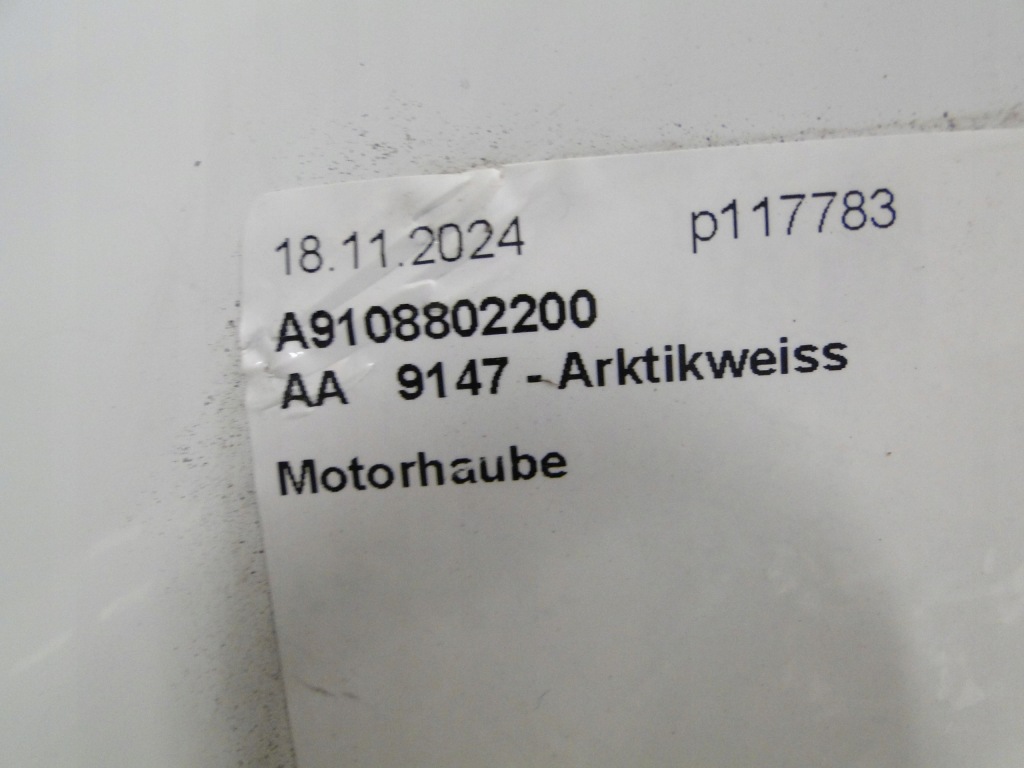 18.11.2024 p117783
A9108802200
AA 9147 - Arktikweiss
Motorhaube